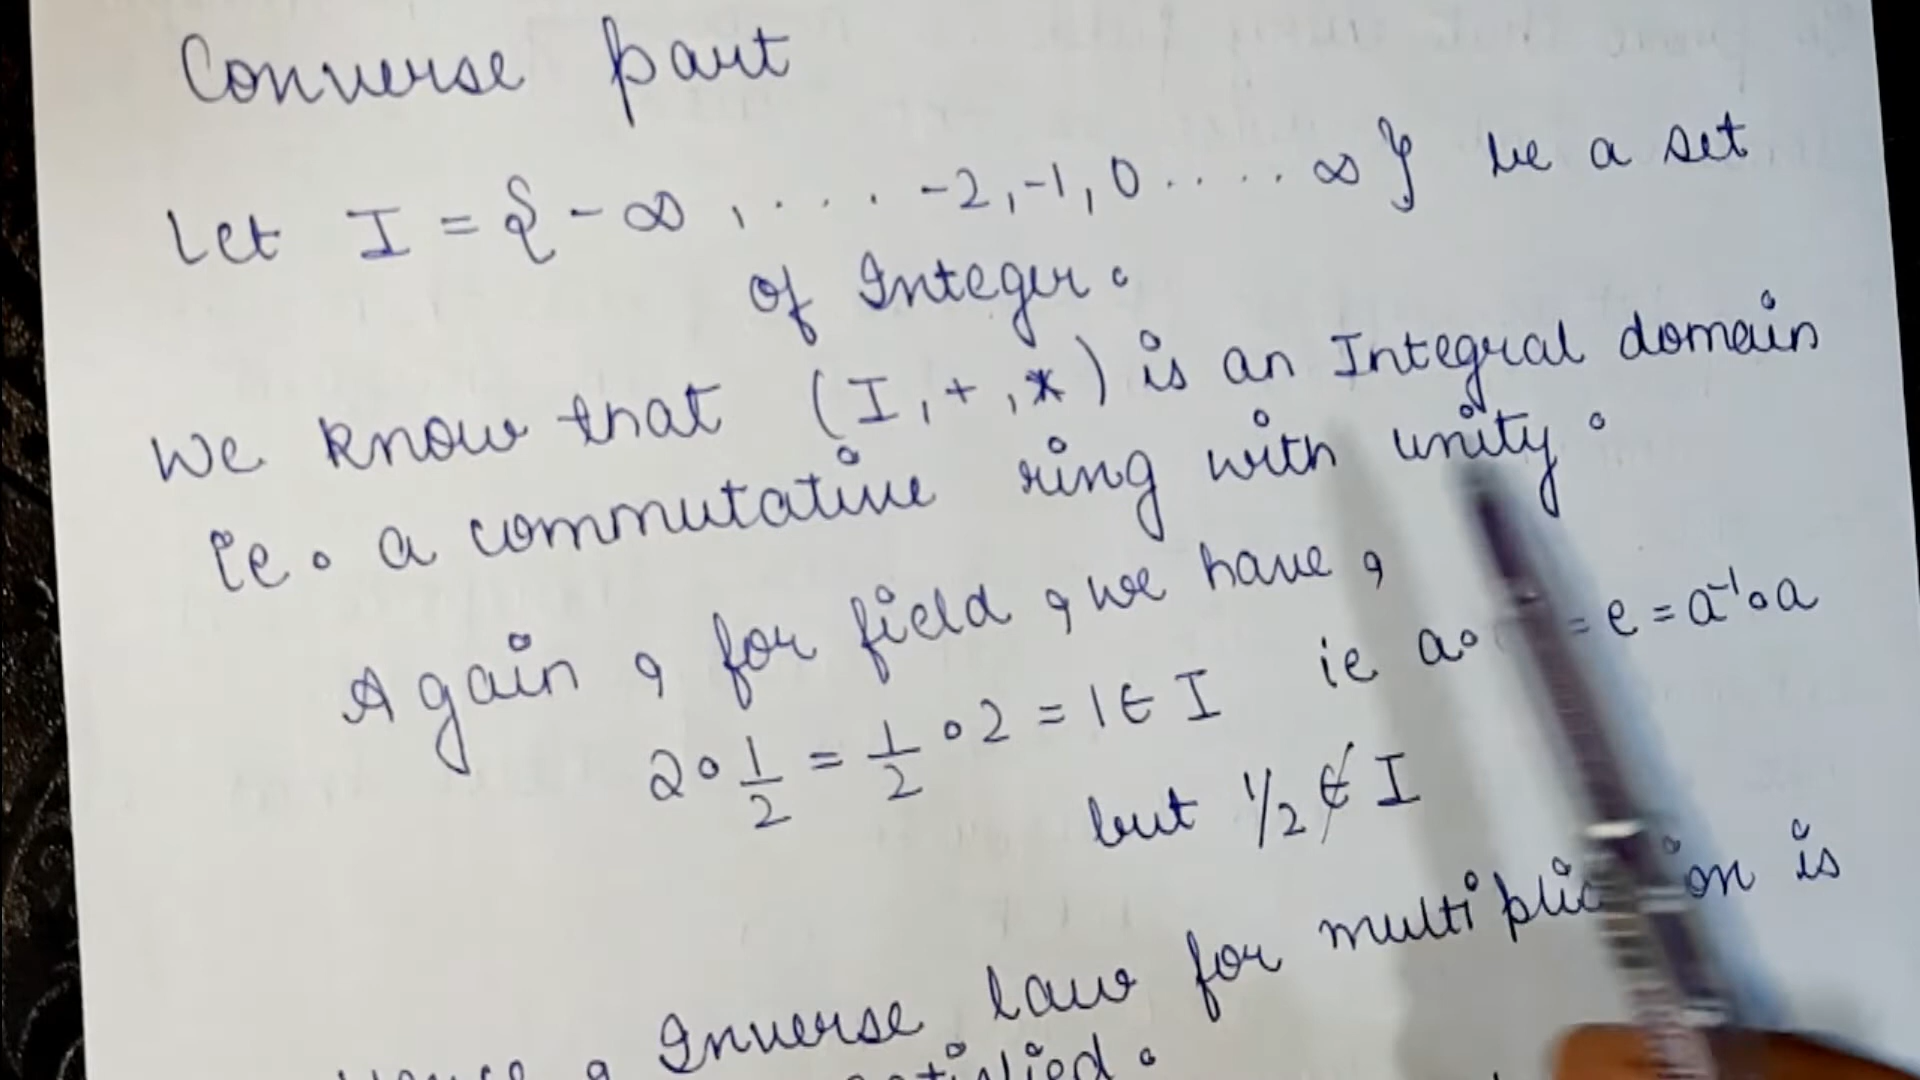 Converse part
Let I = {-∞, .... -2, -1, 0 ..... ∞} be a set
of Integer.
We know that (I, +, *) is an Integral domain
ie. a commutative ring with unity.
Again, for field, we have,
2∘1/2 = 1/2∘2 = 1 ∈ I ie a∘ = e = a⁻¹∘a
but 1/2 ∉ I
Inverse law for is